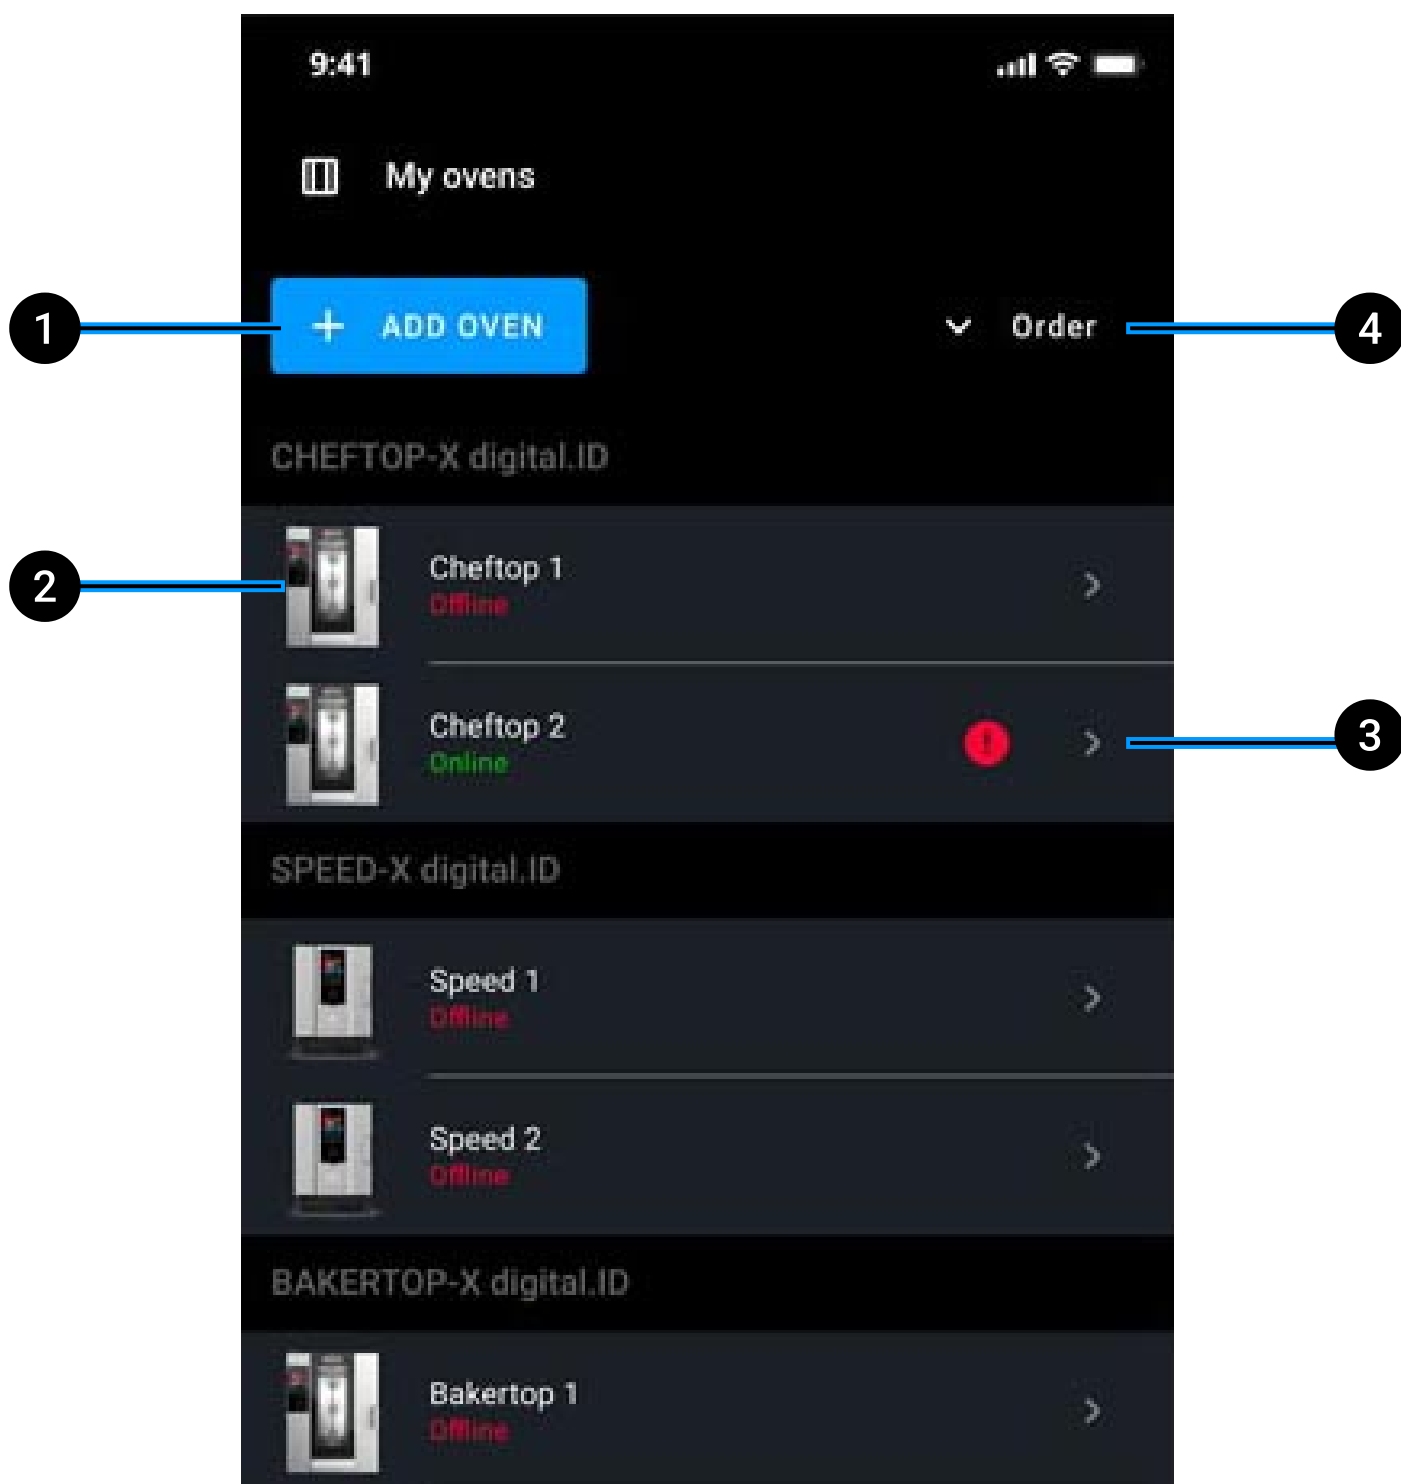 9:41
My ovens
1
+ ADD OVEN
Order
4
CHEFTOP-X digital.ID
2
Cheftop 1
Offline
Cheftop 2
Online
!
3
SPEED-X digital.ID
Speed 1
Offline
Speed 2
Offline
BAKERTOP-X digital.ID
Bakertop 1
Offline